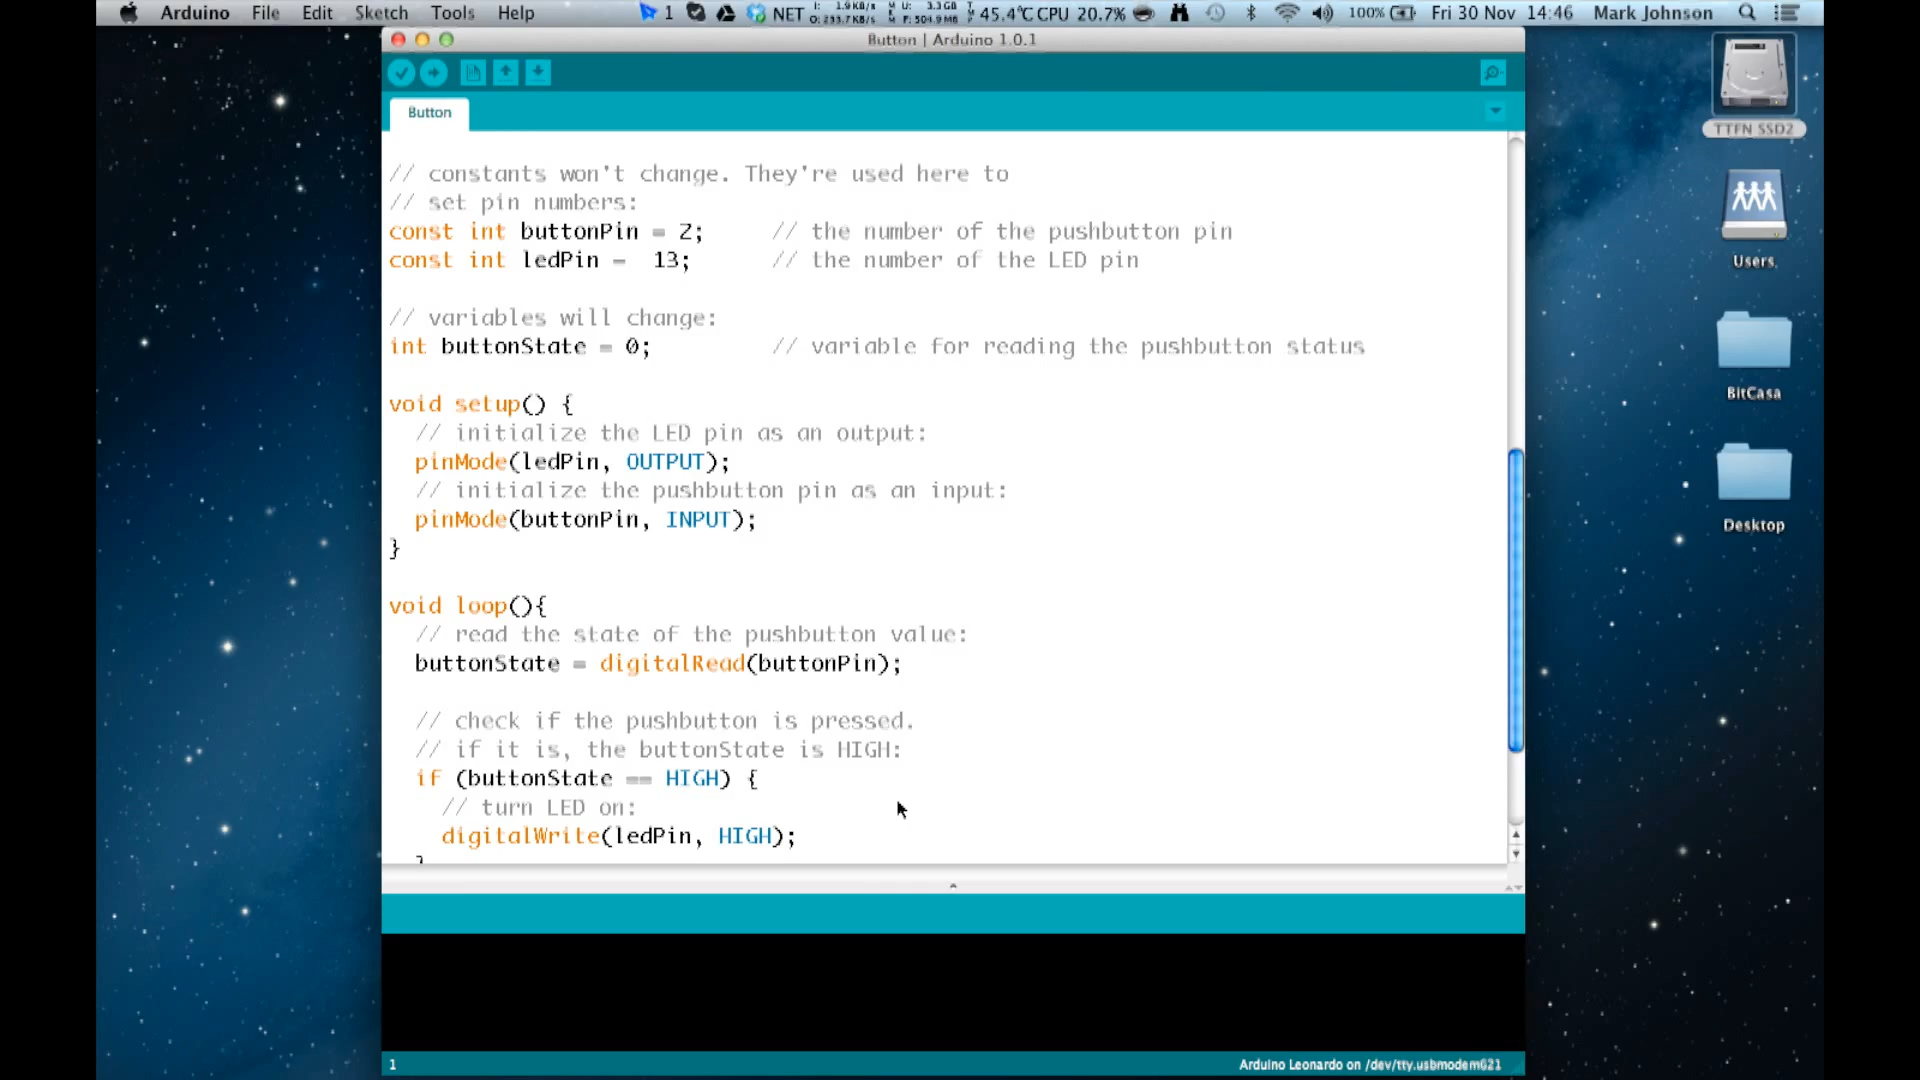 Arduino File Edit Sketch Tools Help 1 NET 45.4°C CPU 20.7% 100% Fri 30 Nov 14:46 Mark Johnson
Button | Arduino 1.0.1
Button
// constants won't change. They're used here to
// set pin numbers:
const int buttonPin = 2;     // the number of the pushbutton pin
const int ledPin =  13;      // the number of the LED pin
// variables will change:
int buttonState = 0;         // variable for reading the pushbutton status
void setup() {
// initialize the LED pin as an output:
pinMode(ledPin, OUTPUT);
// initialize the pushbutton pin as an input:
pinMode(buttonPin, INPUT);
}
void loop(){
// read the state of the pushbutton value:
buttonState = digitalRead(buttonPin);
// check if the pushbutton is pressed.
// if it is, the buttonState is HIGH:
if (buttonState == HIGH) {
// turn LED on:
digitalWrite(ledPin, HIGH);
}
1
Arduino Leonardo on /dev/tty.usbmodem621
TTFN SSD2
Users
BitCasa
Desktop